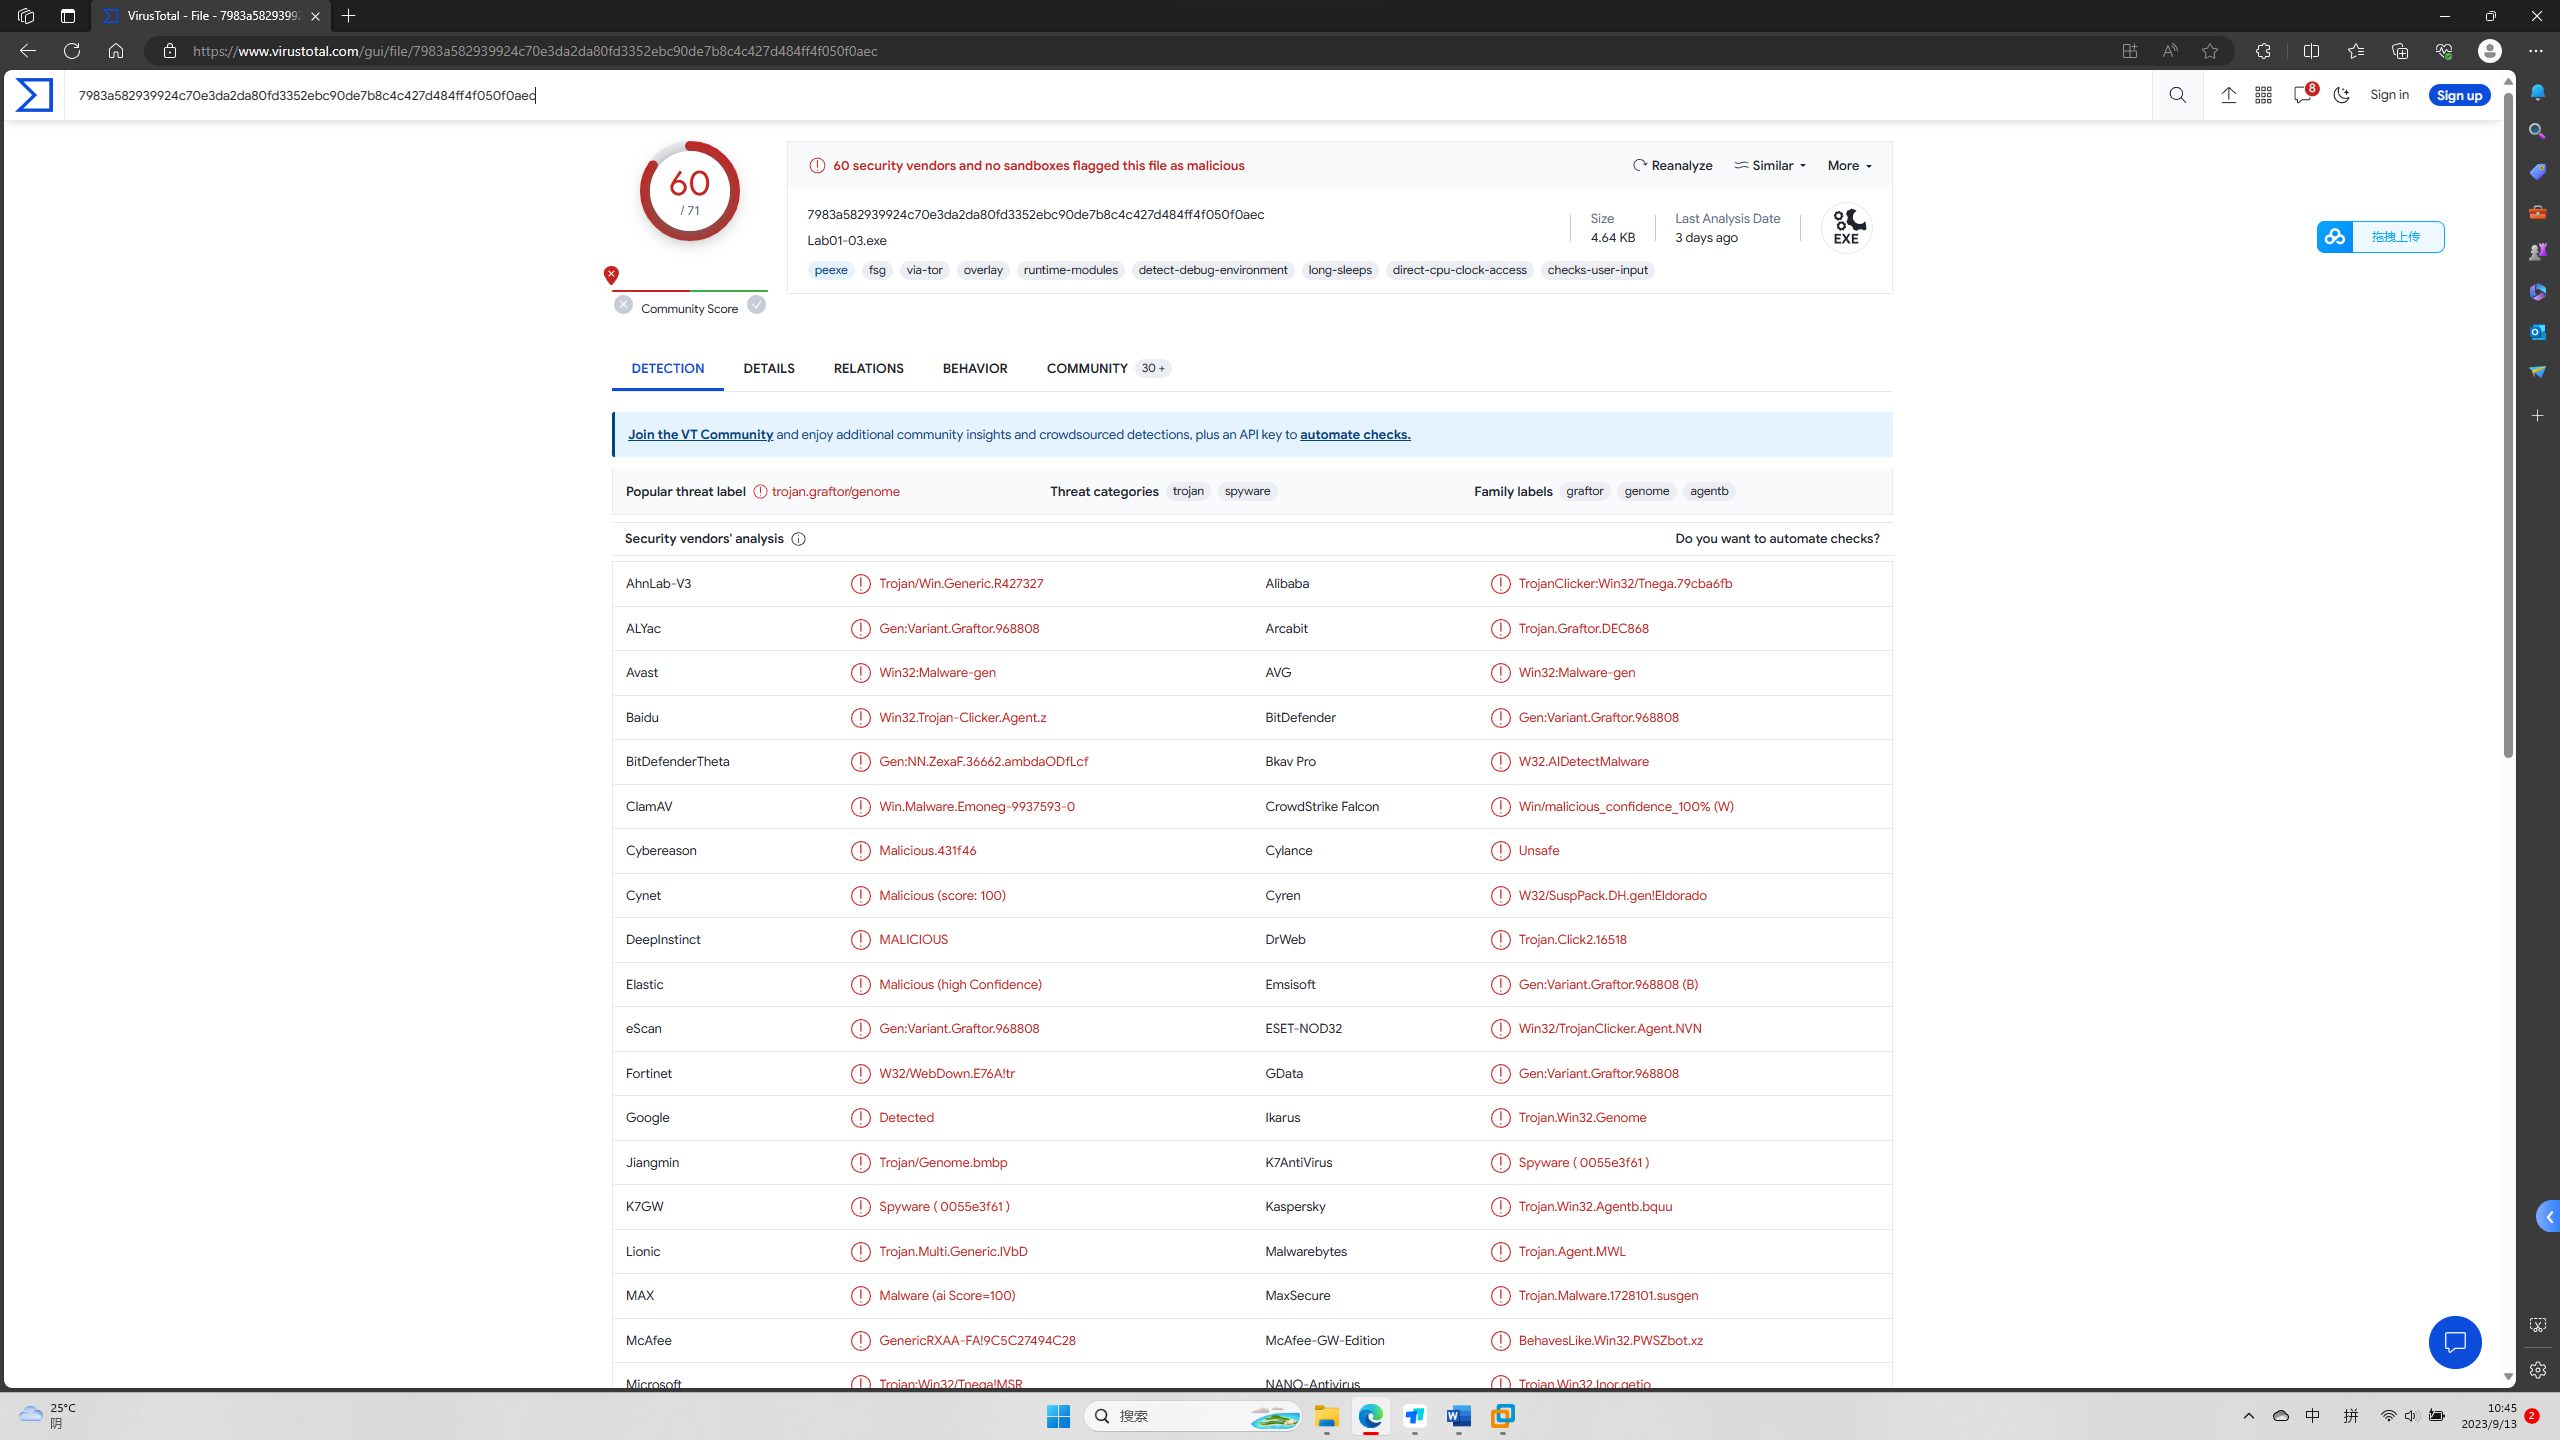 VirusTotal - File - 7983a5829399
https://www.virustotal.com/gui/file/7983a582939924c70e3da2da80fd3352ebc90de7b8c4c427d484ff4f050f0aec
7983a582939924c70e3da2da80fd3352ebc90de7b8c4c427d484ff4f050f0aec
8
Sign in
Sign up
60
/ 71
Community Score
60 security vendors and no sandboxes flagged this file as malicious
Reanalyze Similar More
7983a582939924c70e3da2da80fd3352ebc90de7b8c4c427d484ff4f050f0aec
Lab01-03.exe
Size
4.64 KB
Last Analysis Date
3 days ago
EXE
peexe fsg via-tor overlay runtime-modules detect-debug-environment long-sleeps direct-cpu-clock-access checks-user-input
拖拽上传
DETECTION DETAILS RELATIONS BEHAVIOR COMMUNITY 30 +
Join the VT Community and enjoy additional community insights and crowdsourced detections, plus an API key to automate checks.
Popular threat label trojan.graftor/genome Threat categories trojan spyware Family labels graftor genome agentb
Security vendors' analysis Do you want to automate checks?
AhnLab-V3 Trojan/Win.Generic.R427327 Alibaba TrojanClicker:Win32/Tnega.79cba6fb
ALYac Gen:Variant.Graftor.968808 Arcabit Trojan.Graftor.DEC868
Avast Win32:Malware-gen AVG Win32:Malware-gen
Baidu Win32.Trojan-Clicker.Agent.z BitDefender Gen:Variant.Graftor.968808
BitDefenderTheta Gen:NN.ZexaF.36662.ambdaODfLcf Bkav Pro W32.AIDetectMalware
ClamAV Win.Malware.Emoneg-9937593-0 CrowdStrike Falcon Win/malicious_confidence_100% (W)
Cybereason Malicious.431f46 Cylance Unsafe
Cynet Malicious (score: 100) Cyren W32/SuspPack.DH.gen!Eldorado
DeepInstinct MALICIOUS DrWeb Trojan.Click2.16518
Elastic Malicious (high Confidence) Emsisoft Gen:Variant.Graftor.968808 (B)
eScan Gen:Variant.Graftor.968808 ESET-NOD32 Win32/TrojanClicker.Agent.NVN
Fortinet W32/WebDown.E76A!tr GData Gen:Variant.Graftor.968808
Google Detected Ikarus Trojan.Win32.Genome
Jiangmin Trojan/Genome.bmbp K7AntiVirus Spyware ( 0055e3f61 )
K7GW Spyware ( 0055e3f61 ) Kaspersky Trojan.Win32.Agentb.bquu
Lionic Trojan.Multi.Generic.lVbD Malwarebytes Trojan.Agent.MWL
MAX Malware (ai Score=100) MaxSecure Trojan.Malware.1728101.susgen
McAfee GenericRXAA-FA!9C5C27494C28 McAfee-GW-Edition BehavesLike.Win32.PWSZbot.xz
Microsoft Trojan:Win32/Tnega!MSR NANO-Antivirus Trojan.Win32.Inor.getjo
25°C
阴
搜索
中
拼
10:45
2023/9/13
2